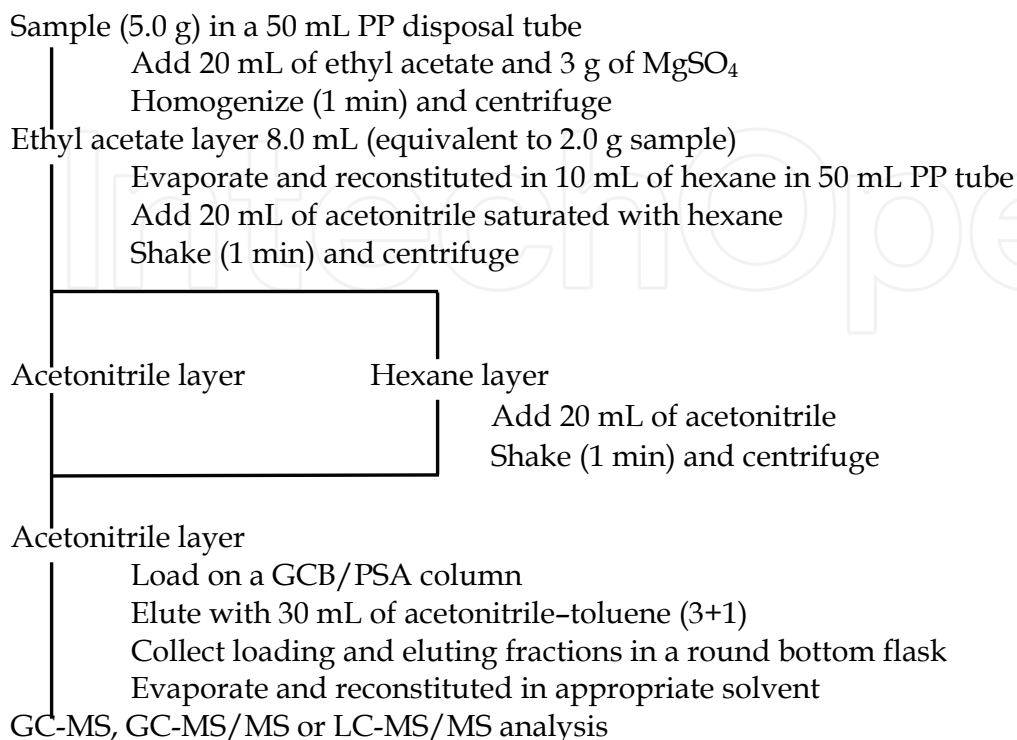 Sample (5.0 g) in a 50 mL PP disposal tube
Add 20 mL of ethyl acetate and 3 g of MgSO₄
Homogenize (1 min) and centrifuge
Ethyl acetate layer 8.0 mL (equivalent to 2.0 g sample)
Evaporate and reconstituted in 10 mL of hexane in 50 mL PP tube
Add 20 mL of acetonitrile saturated with hexane
Shake (1 min) and centrifuge
IntechOpe
Acetonitrile layer Hexane layer
Add 20 mL of acetonitrile
Shake (1 min) and centrifuge
Acetonitrile layer
Load on a GCB/PSA column
Elute with 30 mL of acetonitrile–toluene (3+1)
Collect loading and eluting fractions in a round bottom flask
Evaporate and reconstituted in appropriate solvent
GC-MS, GC-MS/MS or LC-MS/MS analysis